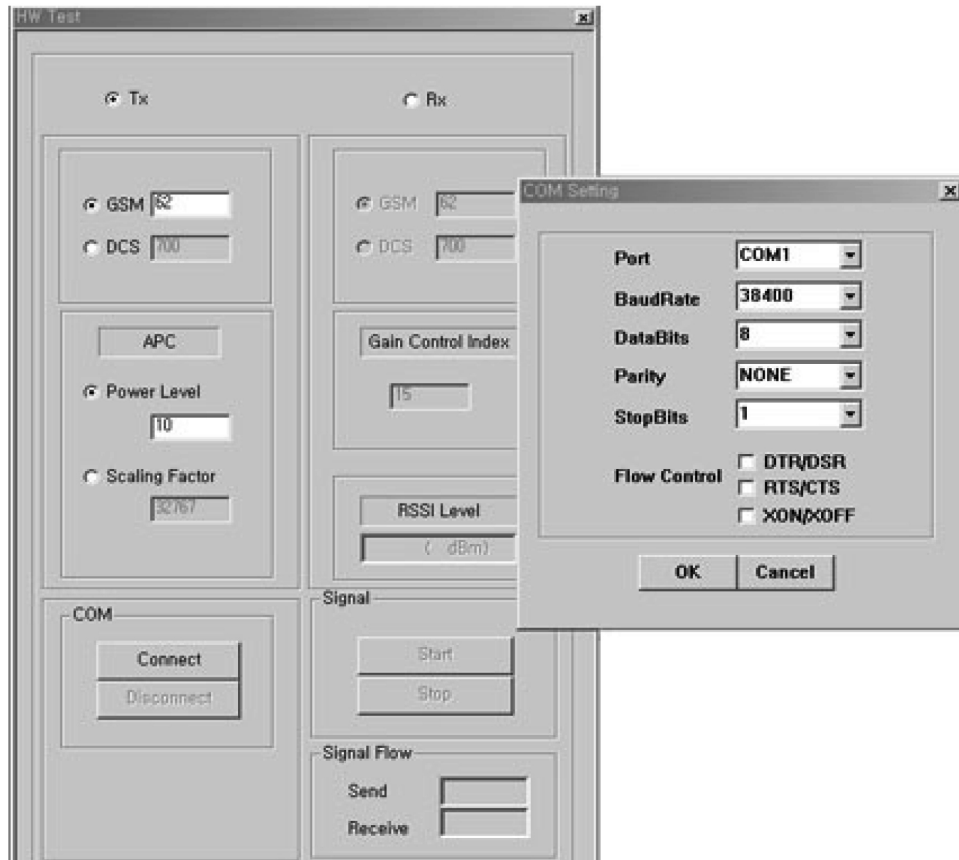 HW Test
Tx
Rx
GSM 62
DCS 700
GSM 62
DCS 700
APC
Power Level
10
Scaling Factor
32767
Gain Control Index
15
RSSI Level
( dBm)
COM
Connect
Disconnect
Signal
Start
Stop
Signal Flow
Send
Receive
COM Setting
Port COM1
BaudRate 38400
DataBits 8
Parity NONE
StopBits 1
Flow Control
DTR/DSR
RTS/CTS
XON/XOFF
OK
Cancel